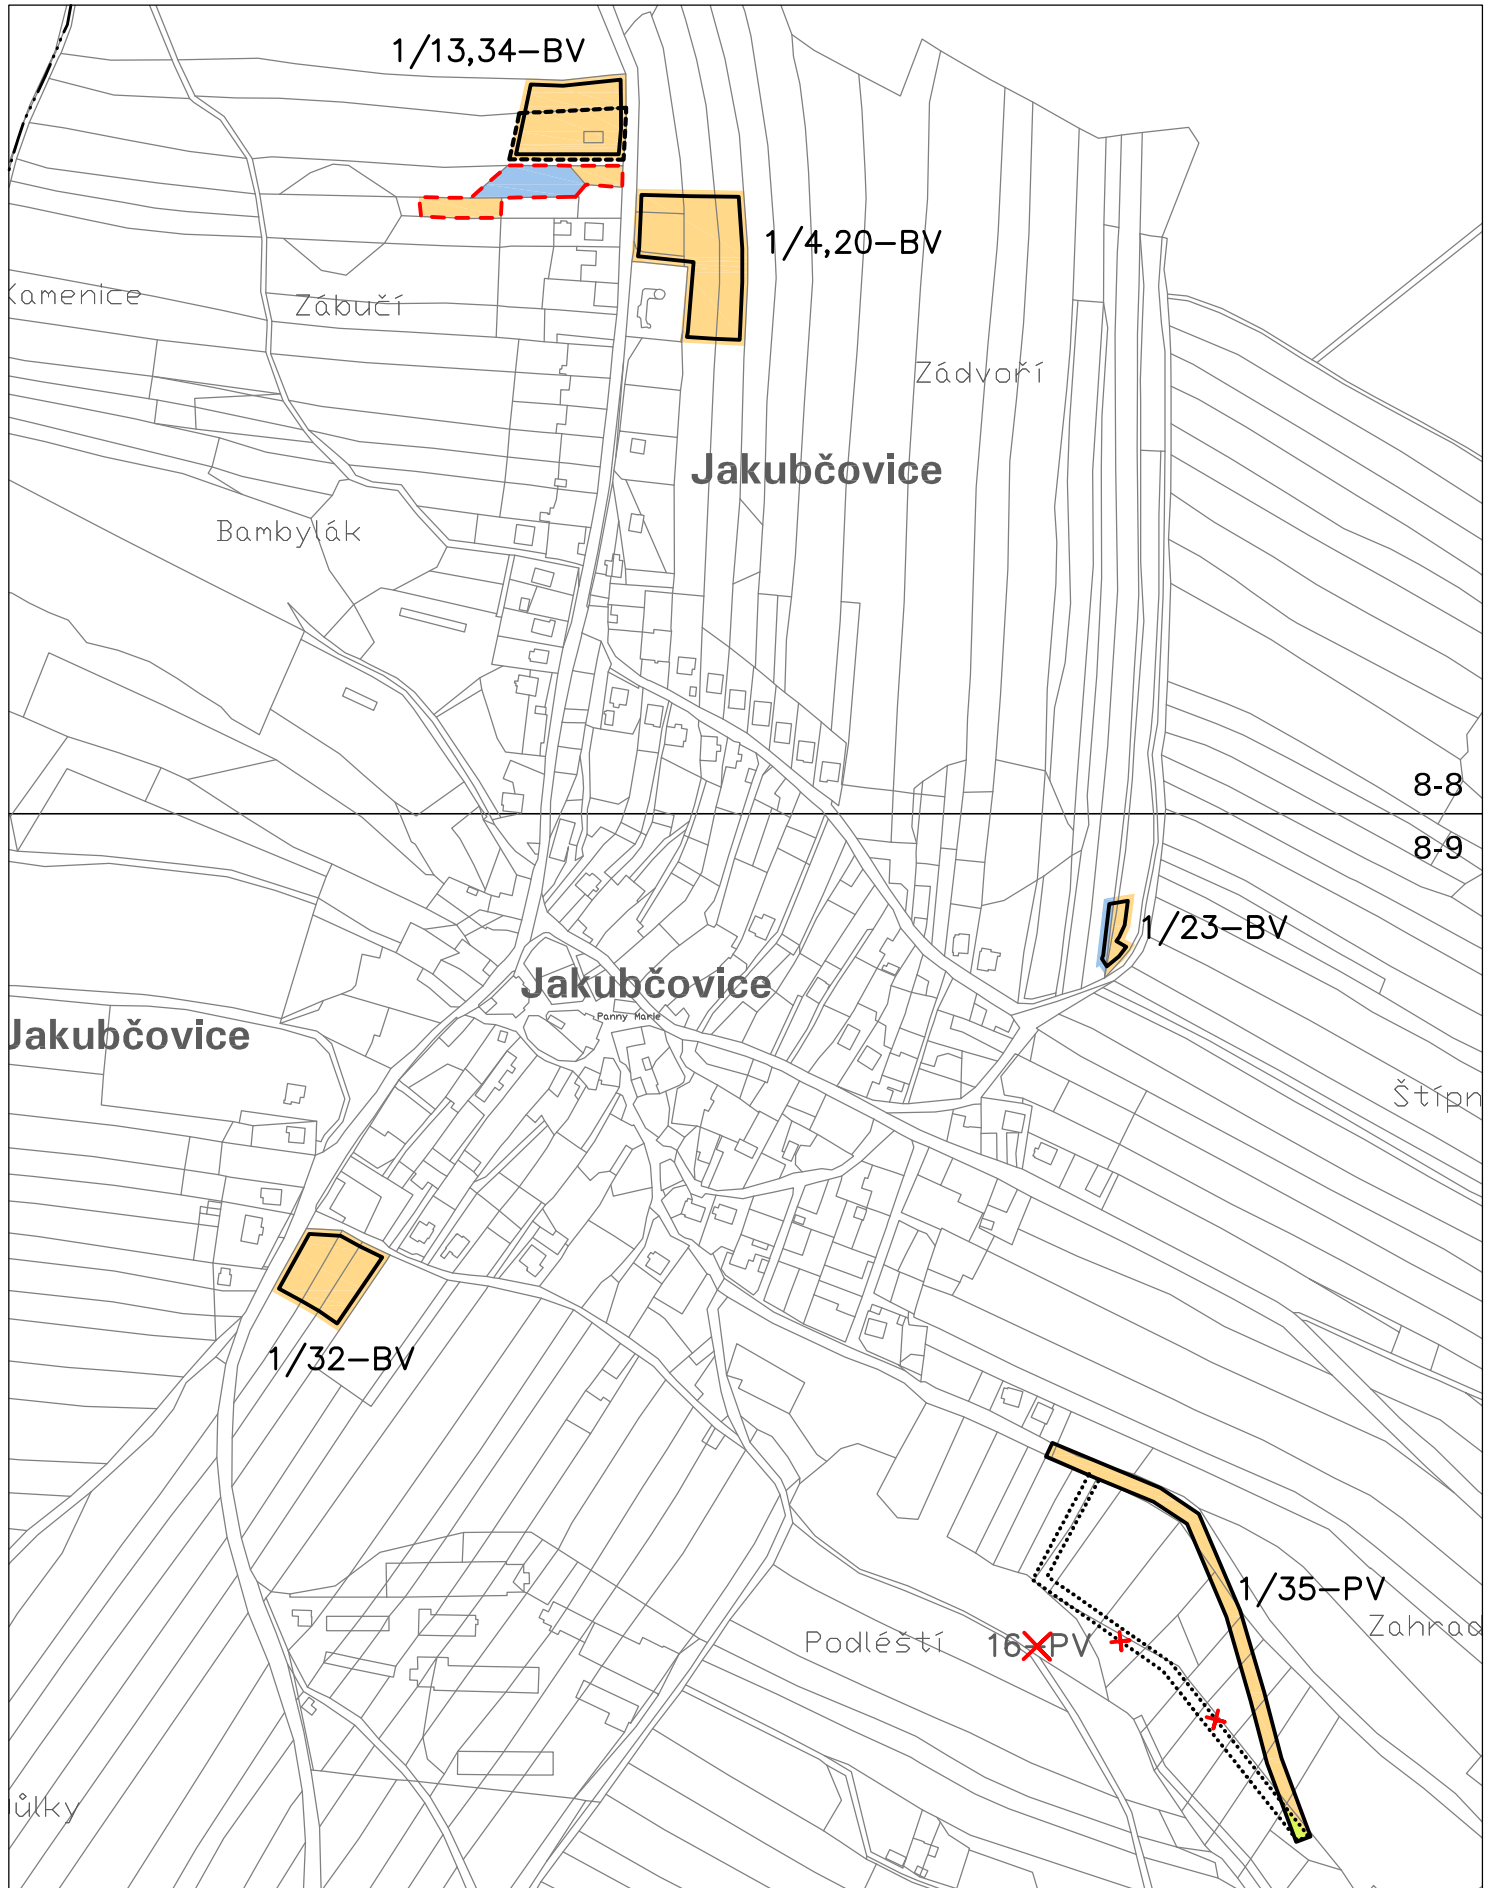 1/13,34-BV
1/4,20-BV
Kamenice
Zábučí
Zádvoří
Jakubčovice
Bambylák
8-8
8-9
1/23-BV
Jakubčovice
Panny Marie
Jakubčovice
Štípn
1/32-BV
1/35-PV
Zahrad
Podléští
16-PV
ůlky